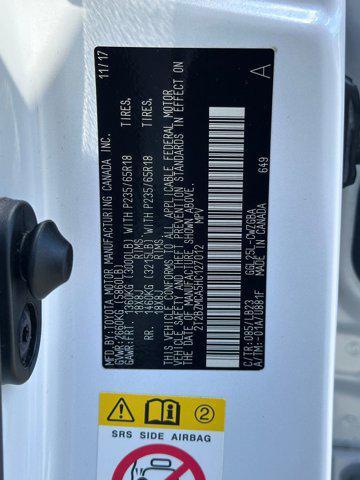 MFD. BY: TOYOTA MOTOR MANUFACTURING CANADA INC. 11/17
GVWR: 2660KG (5860LB)
GAWR:FRT. 1360KG (3000LB) WITH P235/65R18 TIRES.
18X8J RIMS
RR. 1460KG (3215LB) WITH P235/65R18 TIRES.
18X8J RIMS
THIS VEHICLE CONFORMS TO ALL APPLICABLE FEDERAL MOTOR
VEHICLE SAFETY AND THEFT PREVENTION STANDARDS IN EFFECT ON
THE DATE OF MANUFACTURE SHOWN ABOVE.
2T2BZMCA5HC127012 MPV
A
C/TR:085/LB23 GGL25L-CWZGBA
A/TM:-01A/U881F MADE IN CANADA 649
2
SRS SIDE AIRBAG